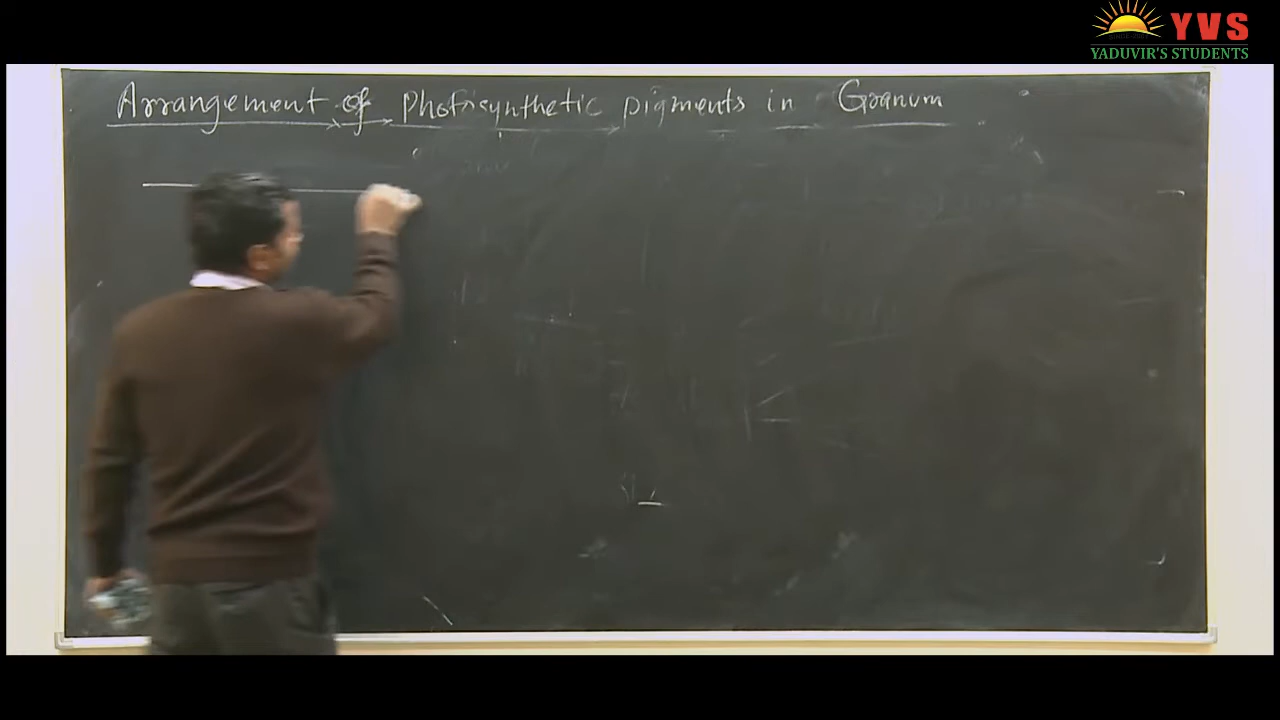 YVS
YADUVIR'S STUDENTS
Arrangement of Photosynthetic pigments in Granum